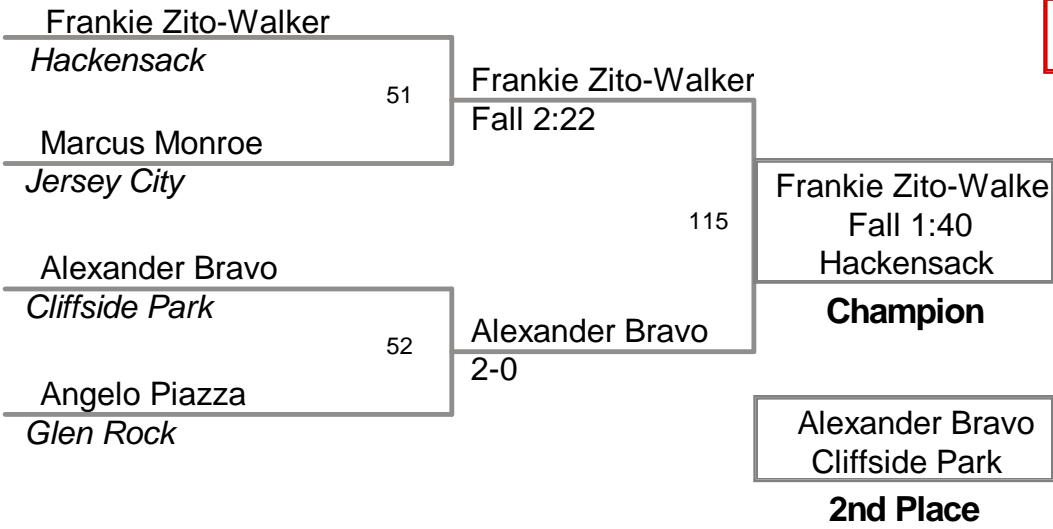 Frankie Zito-Walker
Hackensack
51
Marcus Monroe
Jersey City
Frankie Zito-Walker
Fall 2:22
Alexander Bravo
Cliffside Park
52
Angelo Piazza
Glen Rock
Alexander Bravo
2-0
115
Frankie Zito-Walke
Fall 1:40
Hackensack
Champion
Alexander Bravo
Cliffside Park
2nd Place